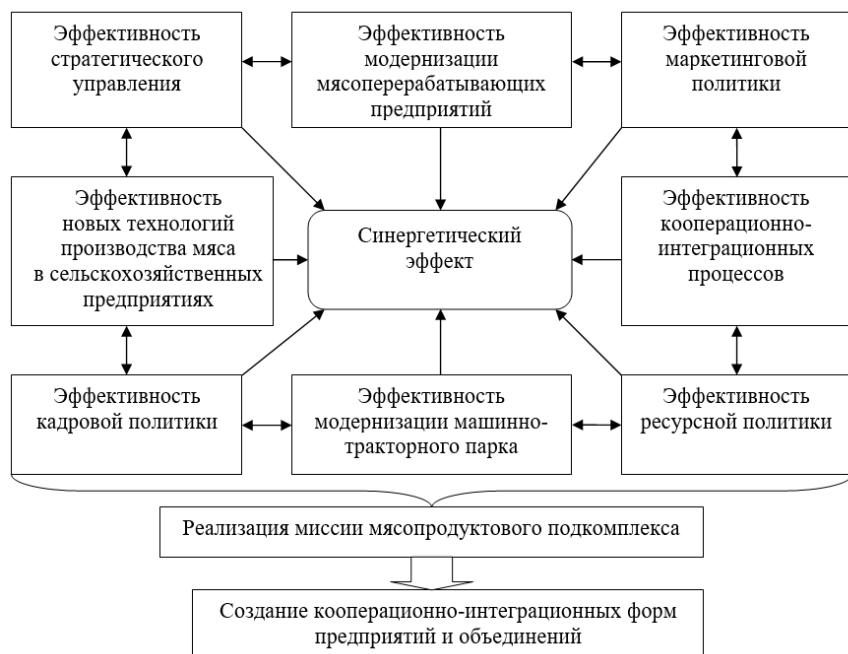 Эффективность
стратегического
управления
Эффективность
модернизации
мясоперерабатывающих
предприятий
Эффективность
маркетинговой
политики
Эффективность
новых технологий
производства мяса
в сельскохозяйственных
предприятиях
Синергетический
эффект
Эффективность
кооперационно-
интеграционных
процессов
Эффективность
кадровой политики
Эффективность
модернизации машинно-
тракторного парка
Эффективность
ресурсной политики
Реализация миссии мясопродуктового подкомплекса
Создание кооперационно-интеграционных форм
предприятий и объединений